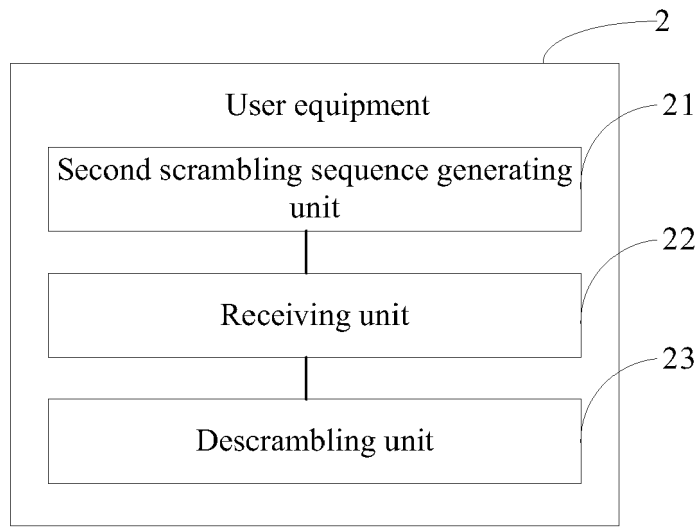 2
User equipment
21
Second scrambling sequence generating
unit
22
Receiving unit
23
Descrambling unit